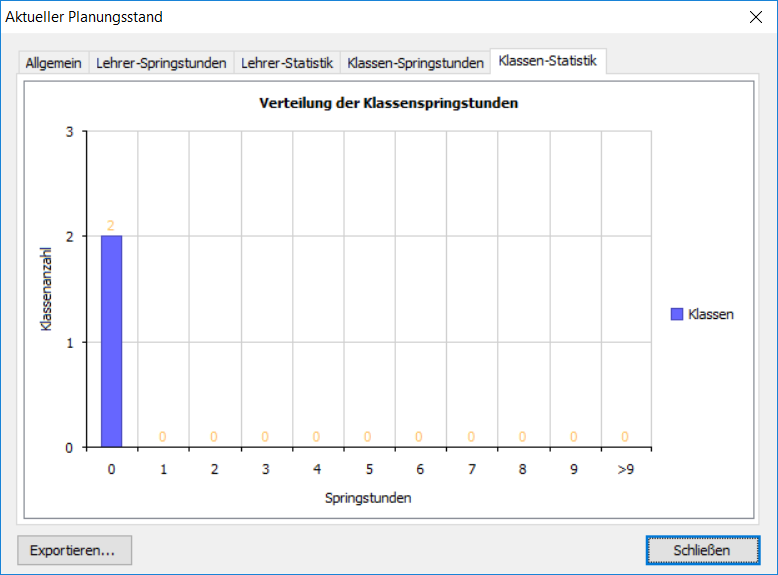 Aktueller Planungsstand
Allgemein Lehrer-Springstunden Lehrer-Statistik Klassen-Springstunden Klassen-Statistik
Verteilung der Klassenspringstunden
3
2
2
1
0
Klassenanzahl
0 0 0 0 0 0 0 0 0 0
0 1 2 3 4 5 6 7 8 9 >9
Springstunden
Klassen
Exportieren... Schließen